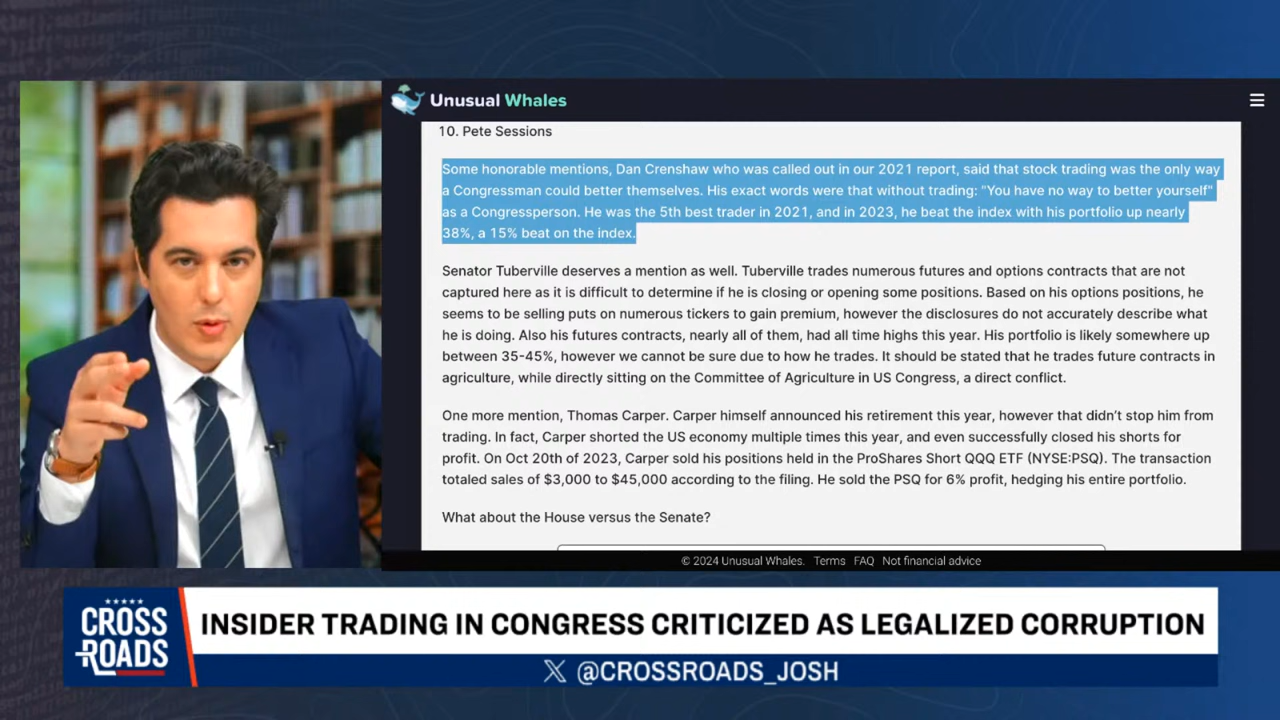 Unusual Whales
10. Pete Sessions
Some honorable mentions, Dan Crenshaw who was called out in our 2021 report, said that stock trading was the only way
a Congressman could better themselves. His exact words were that without trading: "You have no way to better yourself"
as a Congressperson. He was the 5th best trader in 2021, and in 2023, he beat the index with his portfolio up nearly
38%, a 15% beat on the index.
Senator Tuberville deserves a mention as well. Tuberville trades numerous futures and options contracts that are not
captured here as it is difficult to determine if he is closing or opening some positions. Based on his options positions, he
seems to be selling puts on numerous tickers to gain premium, however the disclosures do not accurately describe what
he is doing. Also his futures contracts, nearly all of them, had all time highs this year. His portfolio is likely somewhere up
between 35-45%, however we cannot be sure due to how he trades. It should be stated that he trades future contracts in
agriculture, while directly sitting on the Committee of Agriculture in US Congress, a direct conflict.
One more mention, Thomas Carper. Carper himself announced his retirement this year, however that didn't stop him from
trading. In fact, Carper shorted the US economy multiple times this year, and even successfully closed his shorts for
profit. On Oct 20th of 2023, Carper sold his positions held in the ProShares Short QQQ ETF (NYSE:PSQ). The transaction
totaled sales of $3,000 to $45,000 according to the filing. He sold the PSQ for 6% profit, hedging his entire portfolio.
What about the House versus the Senate?
© 2024 Unusual Whales. Terms FAQ Not financial advice
CROSS
ROADS
INSIDER TRADING IN CONGRESS CRITICIZED AS LEGALIZED CORRUPTION
X @CROSSROADS_JOSH